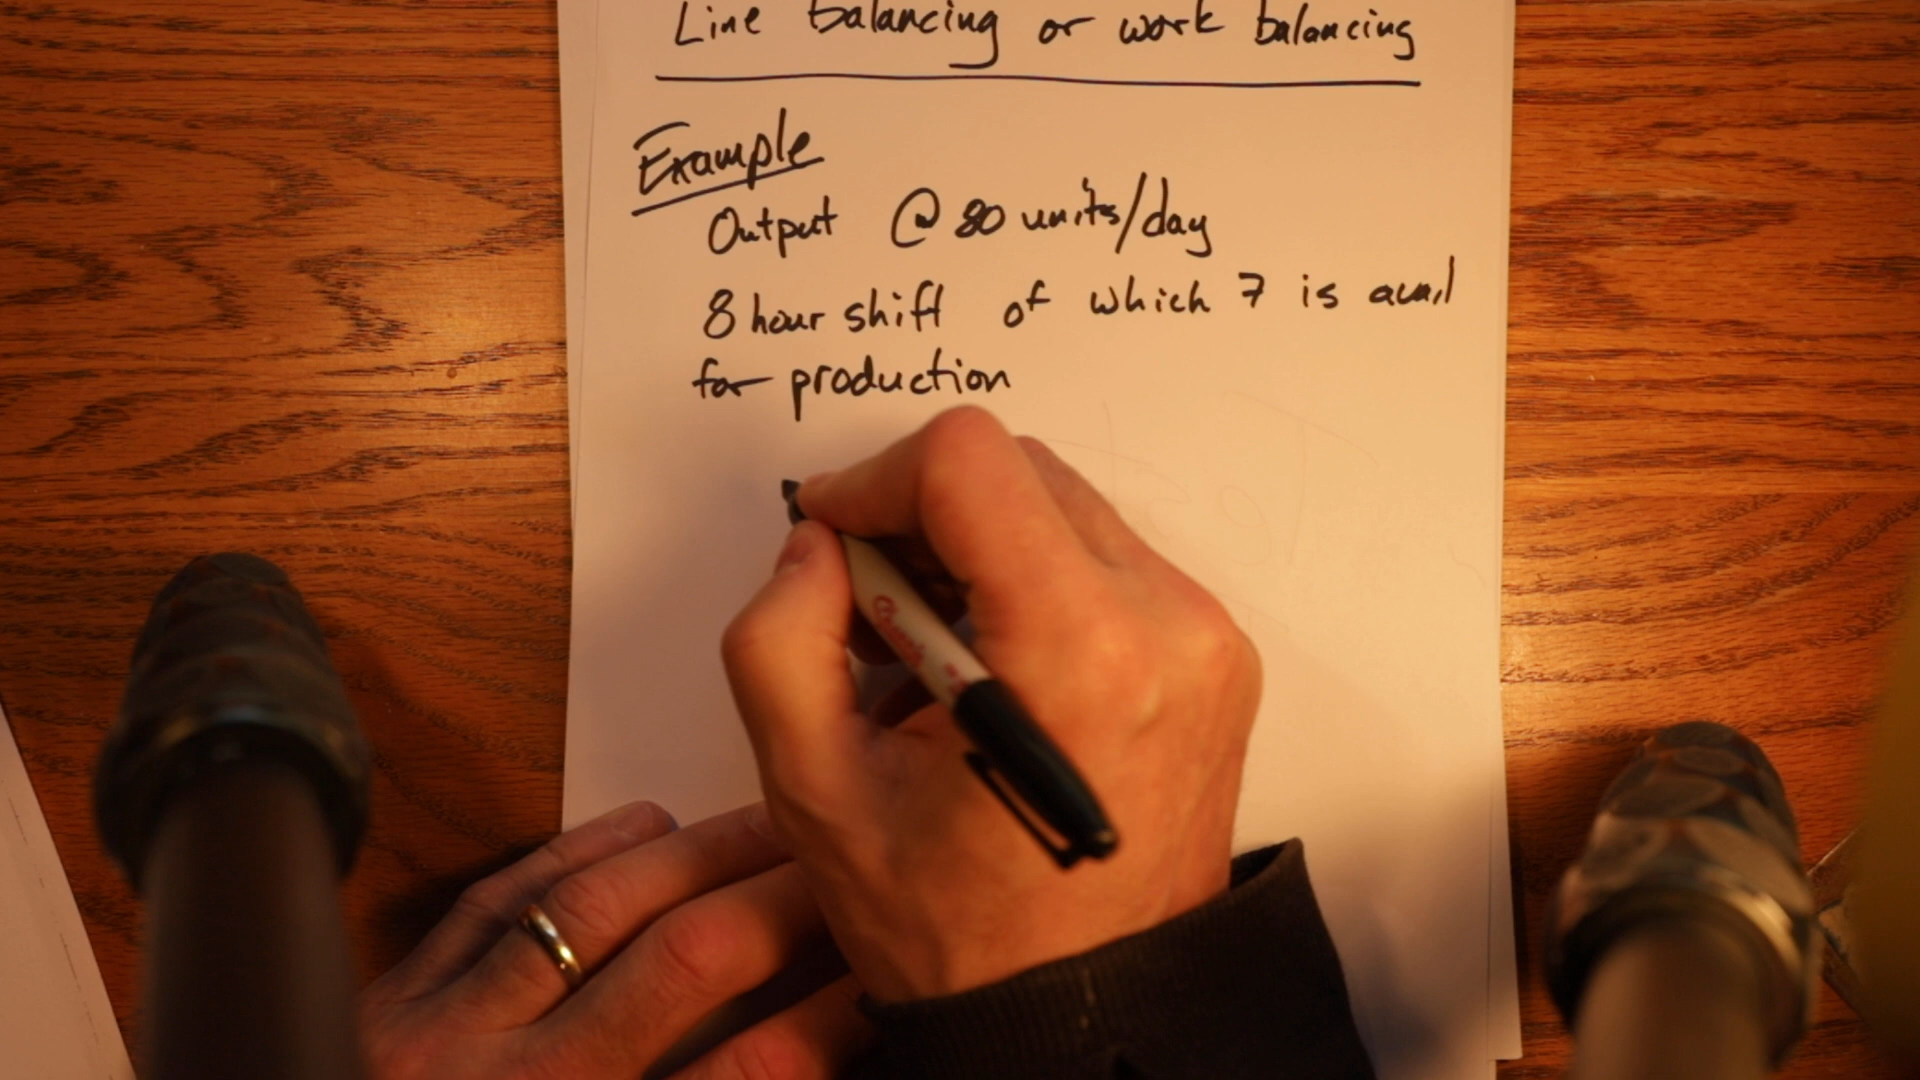 Line balancing or work balancing
Example
Output @ 80 units/day
8 hour shift of which 7 is avail
for production
Test